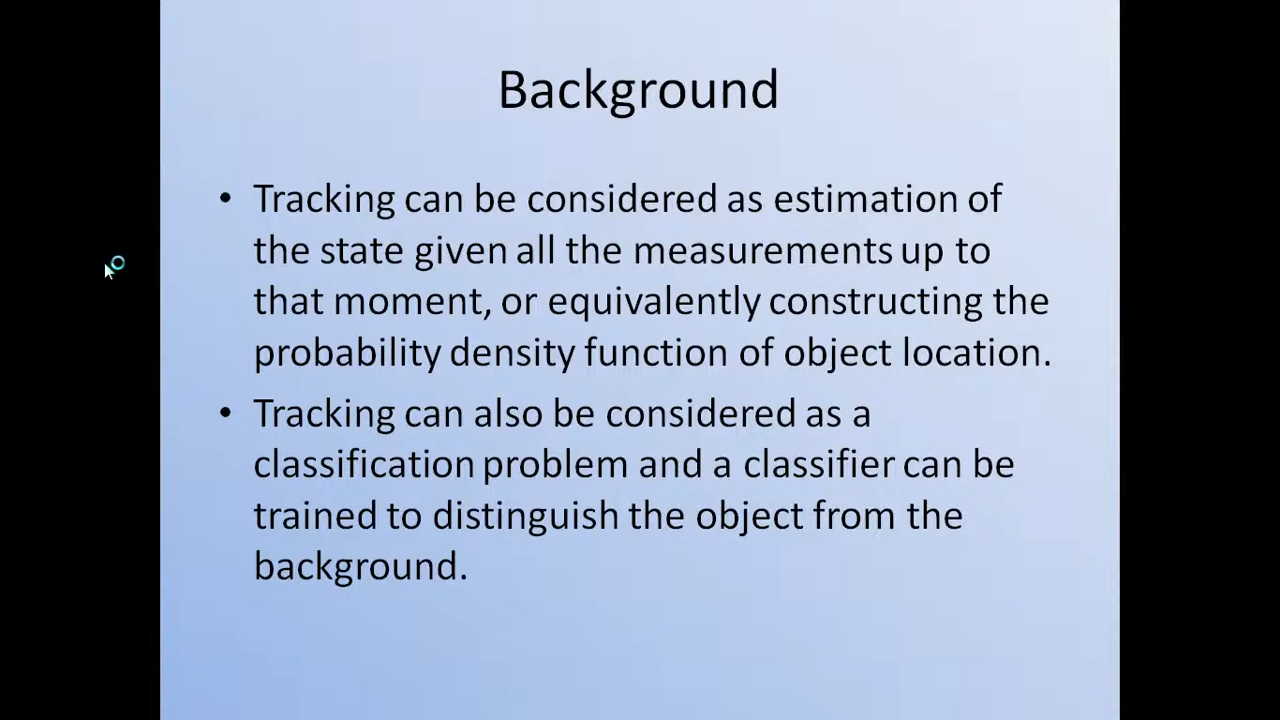 Background
• Tracking can be considered as estimation of
the state given all the measurements up to
that moment, or equivalently constructing the
probability density function of object location.
• Tracking can also be considered as a
classification problem and a classifier can be
trained to distinguish the object from the
background.